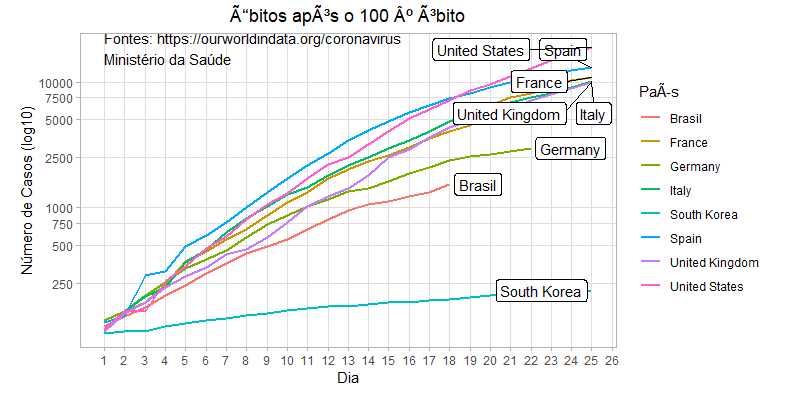 Ã“bitos apÃ³s o 100 Âº Ã³bito
Fontes: https://ourworldindata.org/coronavirus
Ministério da Saúde
United States
Spain
France
United Kingdom
Italy
Germany
Brasil
South Korea
10000
7500
5000
2500
1000
750
500
250
Número de Casos (log10)
1 2 3 4 5 6 7 8 9 10 11 12 13 14 15 16 17 18 19 20 21 22 23 24 25 26
Dia
PaÃ-s
Brasil
France
Germany
Italy
South Korea
Spain
United Kingdom
United States